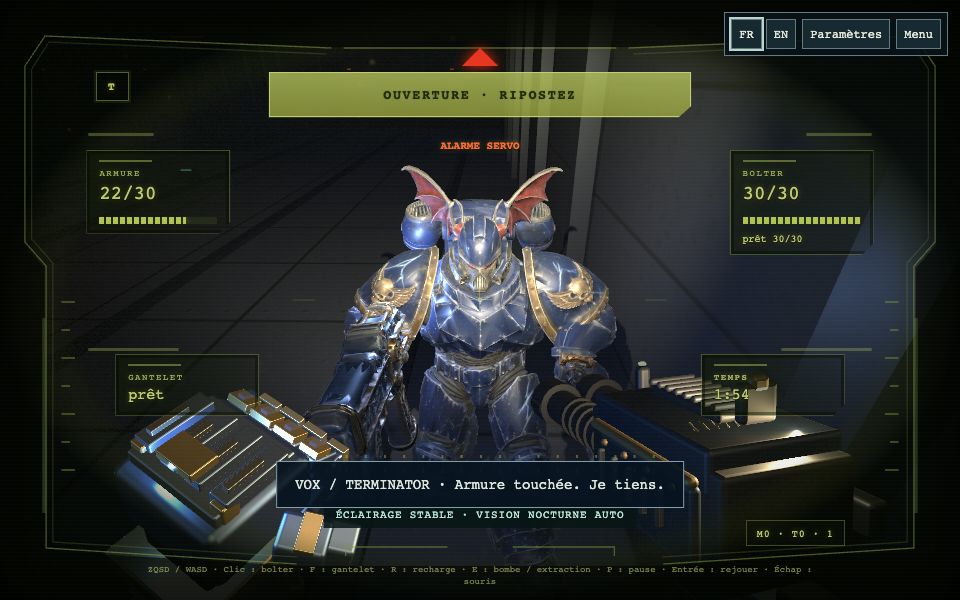 FR EN Paramètres Menu
T
OUVERTURE · RIPOSTEZ
ALARME SERVO
ARMURE
22/30
BOLTER
30/30
prêt 30/30
GANTELET
prêt
TEMPS
1:54
VOX / TERMINATOR · Armure touchée. Je tiens.
ÉCLAIRAGE STABLE · VISION NOCTURNE AUTO
M0 · T0 · 1
ZQSD / WASD · Clic : bolter · F : gantelet · R : recharge · E : bombe / extraction · P : pause · Entrée : rejouer · Échap :
souris